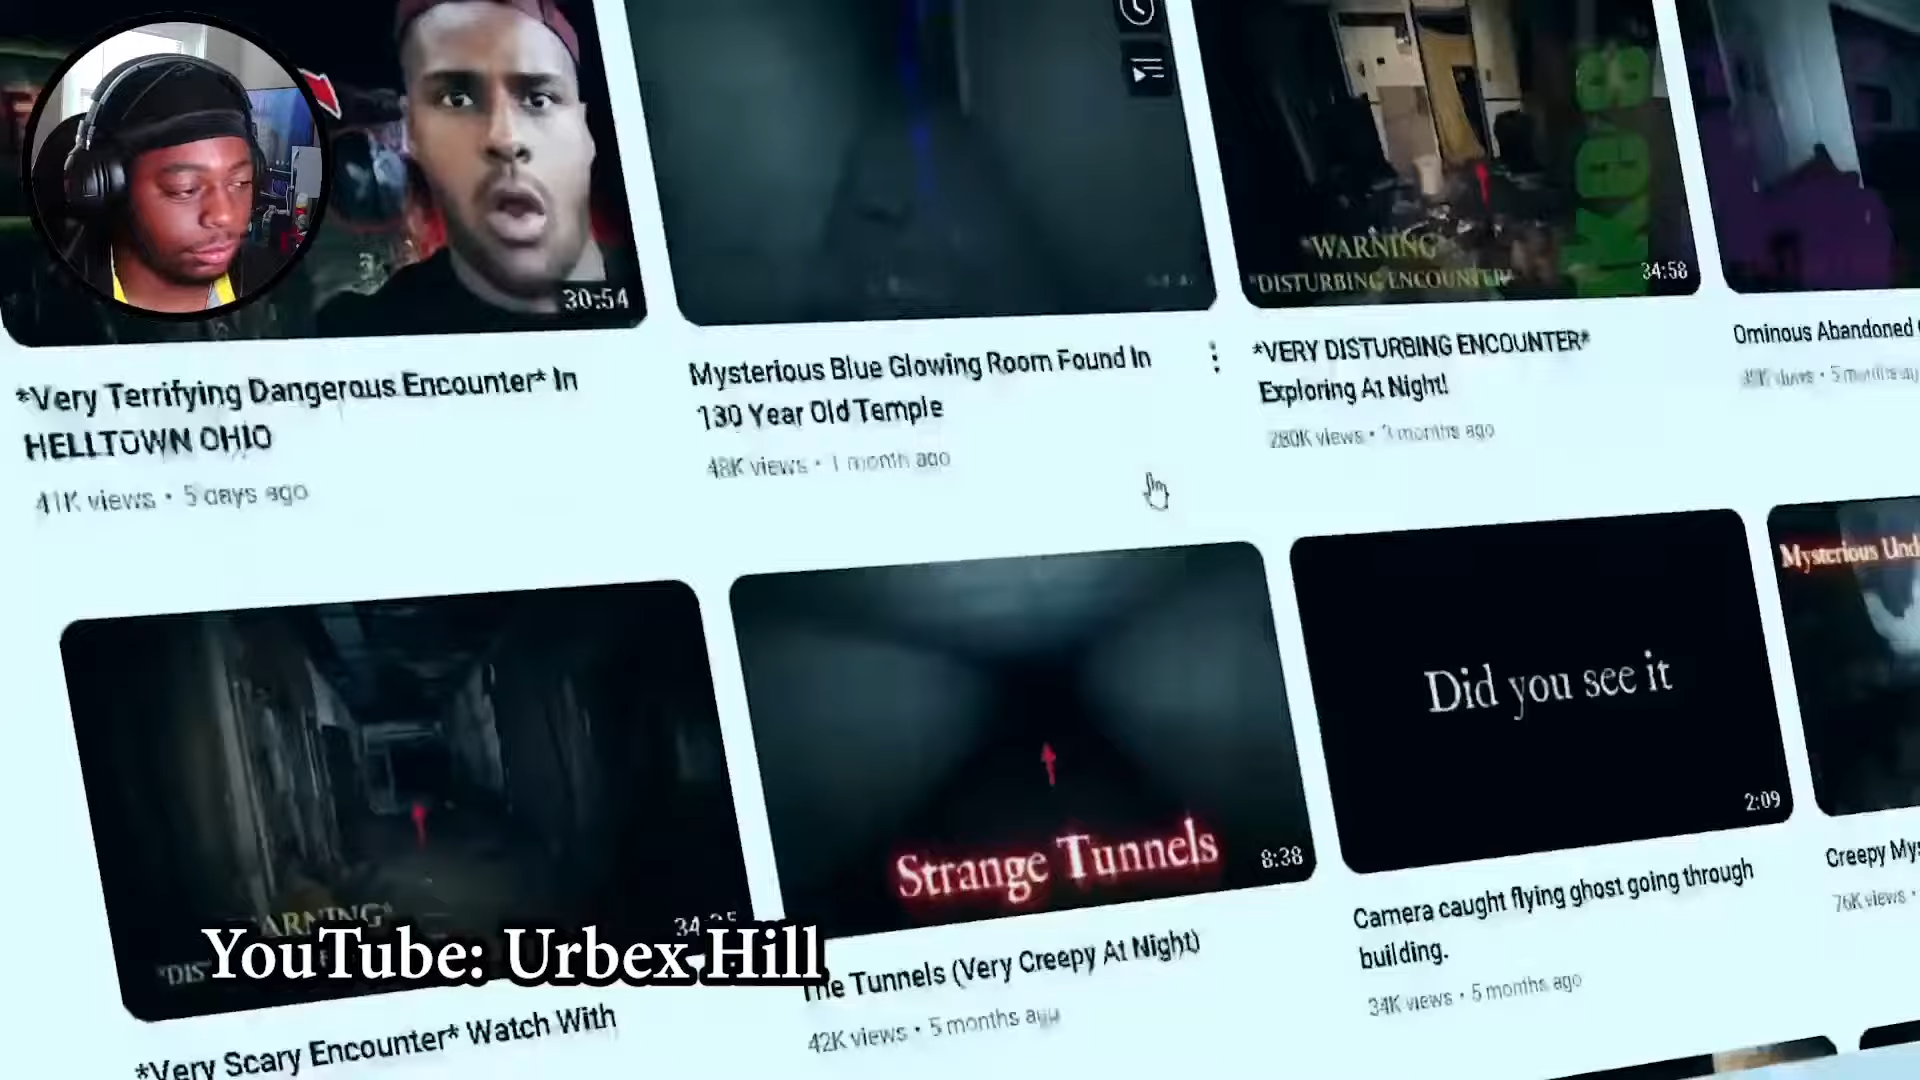 30:54
*WARNING*
*DISTURBING ENCOUNTER*
34:58
*Very Terrifying Dangerous Encounter* In
HELLTOWN OHIO
41K views • 5 days ago
Mysterious Blue Glowing Room Found In
130 Year Old Temple
48K views • 1 month ago
*VERY DISTURBING ENCOUNTER*
Exploring At Night!
280K views • 3 months ago
Ominous Abandoned
Strange Tunnels
8:38
Did you see it
2:09
Mysterious
YouTube: Urbex Hill
*Very Scary Encounter* Watch With
The Tunnels (Very Creepy At Night)
42K views • 5 months ago
Camera caught flying ghost going through
building.
34K views • 5 months ago
Creepy
76K views